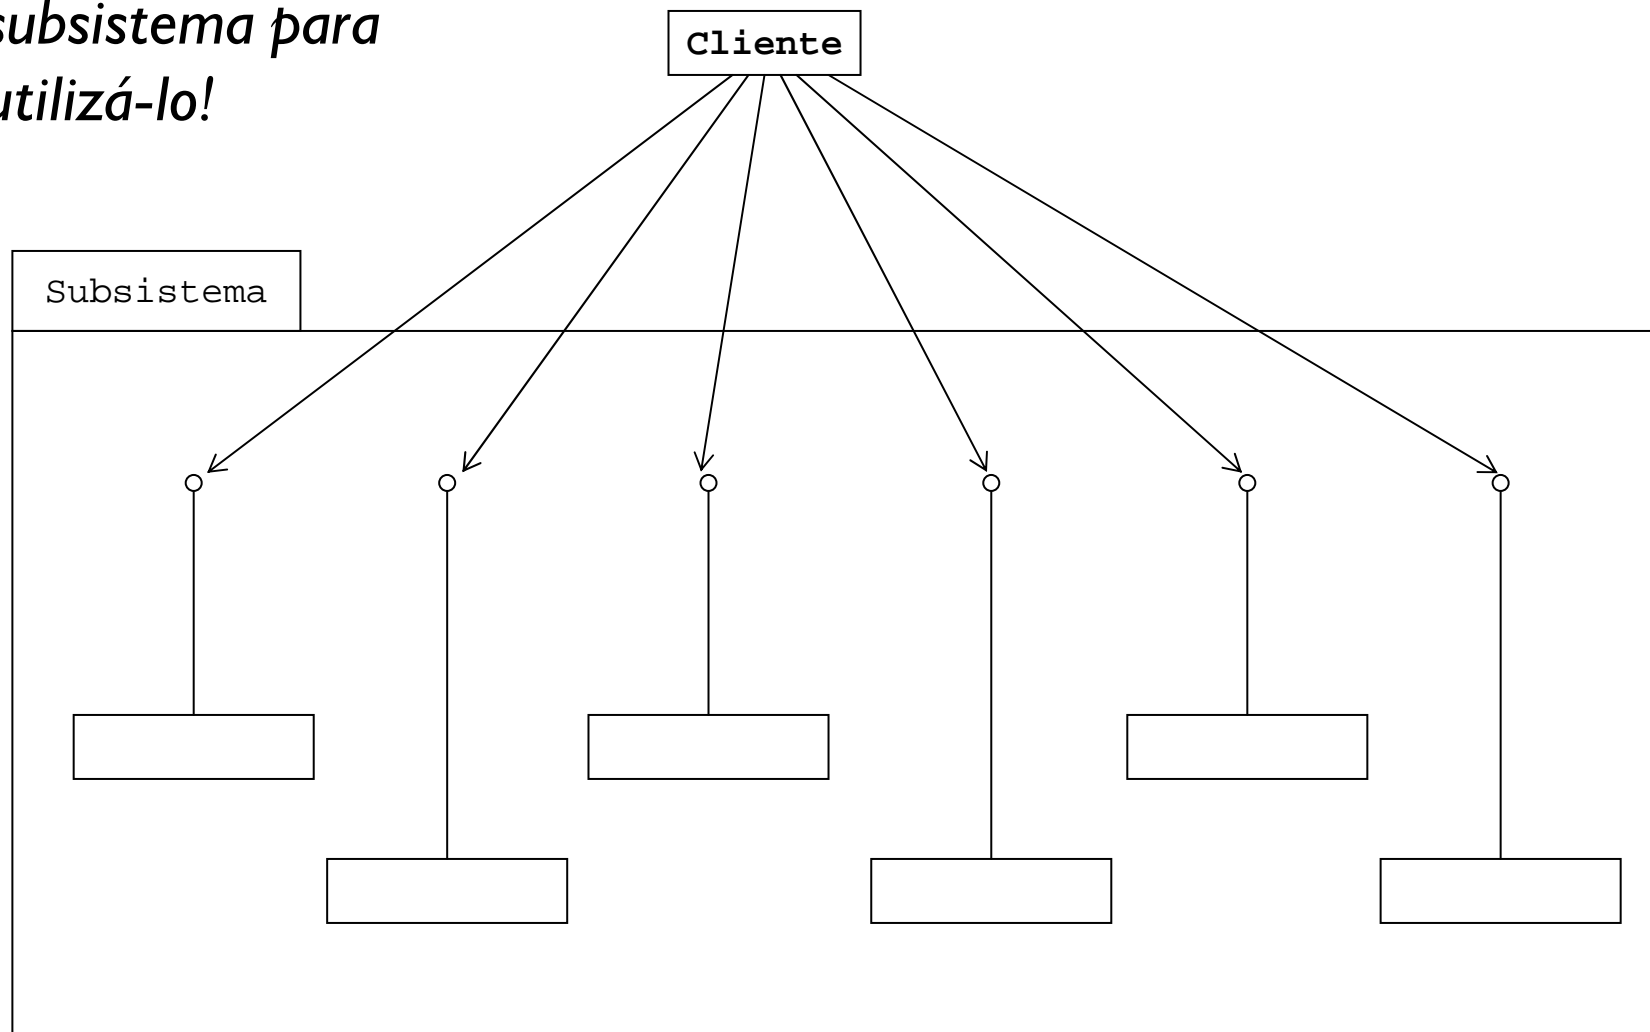 subsistema para
utilizá-lo!
Cliente
Subsistema